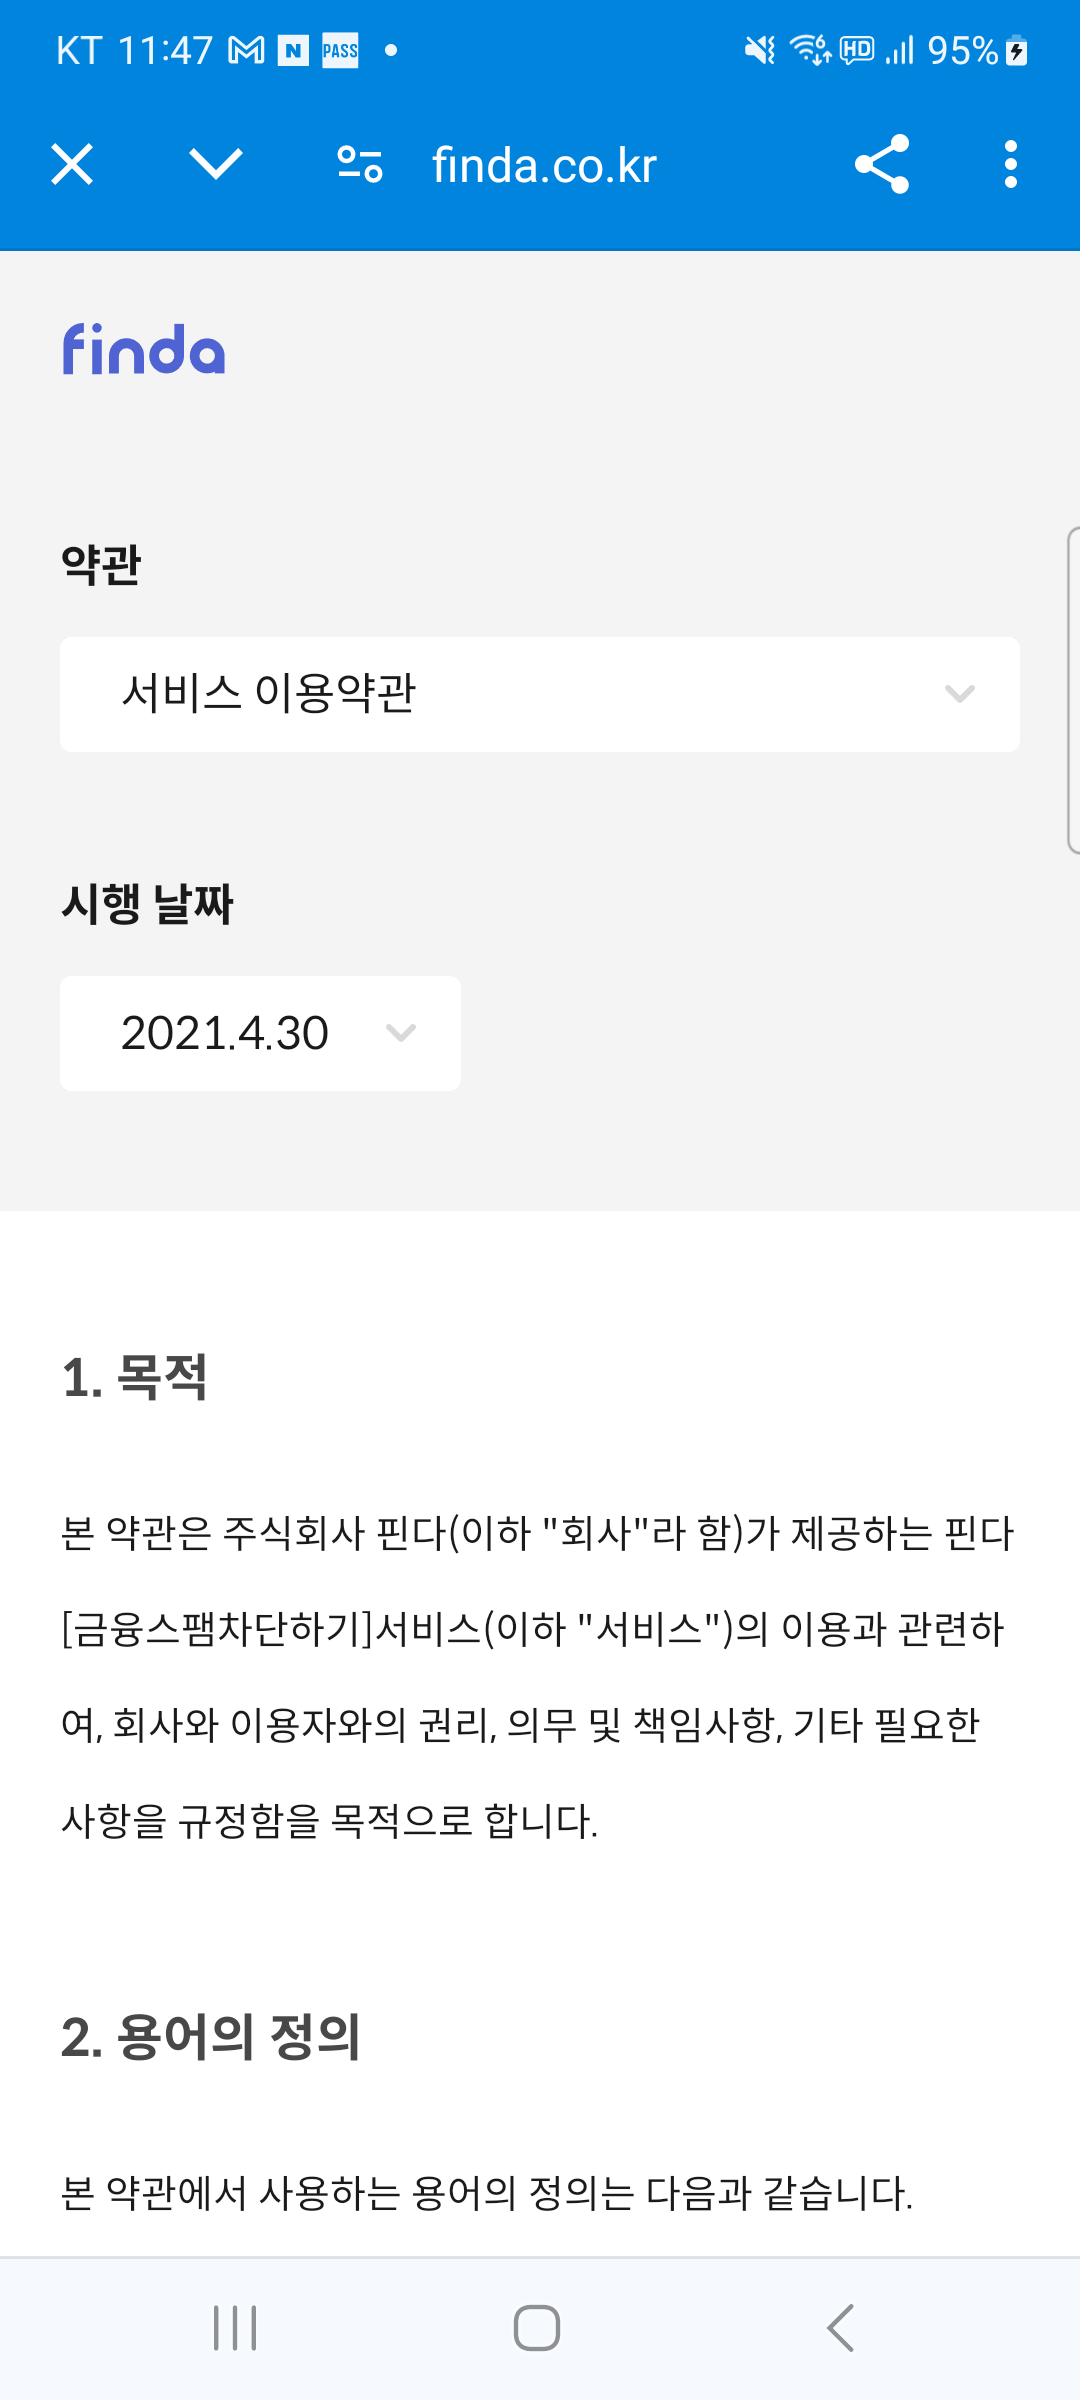 KT 11:47 N PASS HD 95%
finda.co.kr
finda
약관
서비스 이용약관
시행 날짜
2021.4.30
1. 목적
본 약관은 주식회사 핀다(이하 "회사"라 함)가 제공하는 핀다
[금융스팸차단하기]서비스(이하 "서비스")의 이용과 관련하
여, 회사와 이용자와의 권리, 의무 및 책임사항, 기타 필요한
사항을 규정함을 목적으로 합니다.
2. 용어의 정의
본 약관에서 사용하는 용어의 정의는 다음과 같습니다.